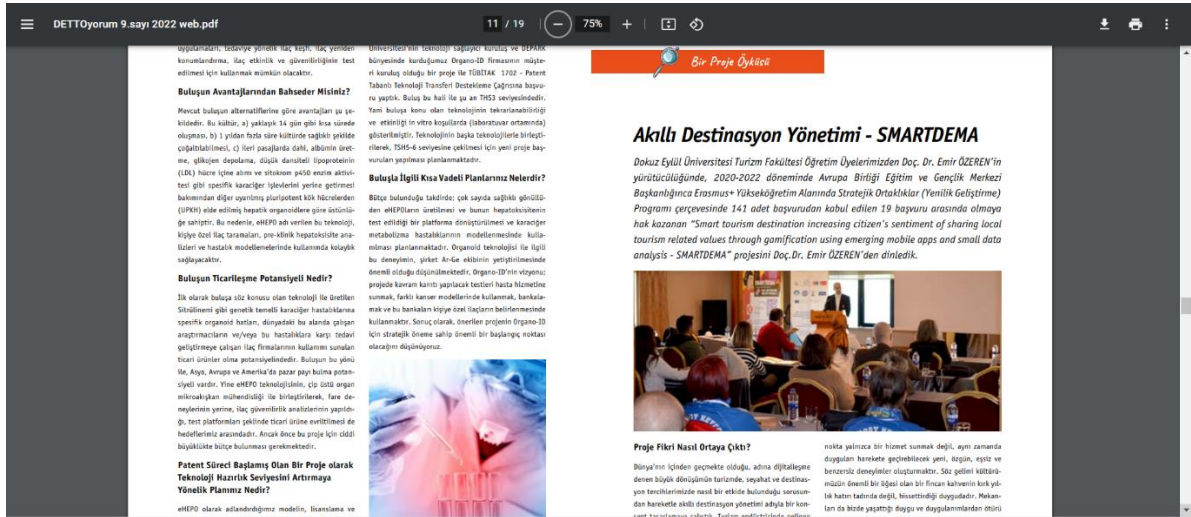 DETTOyorum 9.sayı 2022 web.pdf
11 / 19
75%
uygulamaları, tedaviye yönelik ilaç keşfi, ilaç yeniden
konumlandırma, ilaç etkinlik ve güvenilirliğinin test
edilmesi için kullanmak mümkün olacaktır.
Buluşun Avantajlarından Bahseder Misiniz?
Mevcut buluşun alternatiflerine göre avantajları şu şe-
kildedir. Bu kültür, a) yaklaşık 14 gün gibi kısa sürede
oluşması, b) 1 yıldan fazla süre kültürde sağlıklı şekilde
çoğaltılabilmesi, c) ileri pasajlarda dahi, albümin üret-
me, glikojen depolama, düşük dansiteli lipoproteinin
(LDL) hücre içine alımı ve sitokrom p450 enzim aktivi-
tesi gibi spesifik karaciğer işlevlerini yerine getirmesi
bakımından diğer uyarılmış pluripotent kök hücrelerden
(UPKH) elde edilmiş hepatik organoidlere göre üstünlü-
ğe sahiptir. Bu nedenle, eHEPO adı verilen bu teknoloji,
kişiye özel ilaç taramaları, pre-klinik hepatoksisite ana-
lizleri ve hastalık modellenelerinde kullanımda kolaylık
sağlayacaktır.
Buluşun Ticarileşme Potansiyeli Nedir?
İlk olarak buluşa söz konusu olan teknoloji ile üretilen
Sitrülinemi gibi genetik temelli karaciğer hastalıklarına
spesifik organoid hatları, dünyadaki bu alanda çalışan
araştırmacıların ve/veya bu hastalıklara karşı tedavi
geliştirmeye çalışan ilaç firmalarının kullanımı sunulan
ticari ürünler olma potansiyelindedir. Buluşun bu yönü
ile, Asya, Avrupa ve Amerika'da pazar payı bulma potan-
siyeli vardır. Yine eHEPO teknolojisinin, çip üstü organ
mikroakışkan mühendisliği ile birleştirilerek, fare de-
neylerinin yerine, ilaç güvenilirlik analizlerinin yapıldı-
ğı, test platformları şeklinde ticari ürüne evriltilmesi de
hedeflerimiz arasındadır. Ancak önce bu proje için ciddi
büyüklükte bütçe bulunması gerekmektedir.
Patent Süreci Başlamış Olan Bir Proje olarak
Teknoloji Hazırlık Seviyesini Artırmaya
Yönelik Planınız Nedir?
eHEPO olarak adlandırdığımız modelin, lisanslama ve
Üniversitesi'nin teknoloji sağlayıcı kuruluş ve DEPARK
bünyesinde kurduğumuz Organo-ID firmasının müşte-
ri kuruluş olduğu bir proje ile TÜBİTAK 1702 - Patent
Tabanlı Teknoloji Transferi Destekleme Çağrısına başvu-
ru yaptık. Buluş bu hali ile şu an THS3 seviyesindedir.
Yani buluşa konu olan teknolojinin tekrarlanabilirliği
ve etkinliği in vitro koşullarda (laboratuvar ortamında)
gösterilmiştir. Teknolojinin başka teknolojilerle birleşti-
rilerek, TSH5-6 seviyesine çekilmesi için yeni proje baş-
vuruları yapılması planlanmaktadır.
Buluşla İlgili Kısa Vadeli Planlarınız Nelerdir?
Bütçe bulunduğu takdirde; çok sayıda sağlıklı gönüllü-
den eHEPOların üretilmesi ve bunun hepatoksisitenin
test edildiği bir platforma dönüştürülmesi ve karaciğer
metabolizma hastalıklarının modellenmesinde kulla-
nılması planlanmaktadır. Organoid teknolojisi ile ilgili
bu deneyimin, şirket Ar-Ge ekibinin yetiştirilmesinde
önemli olduğu düşünülmektedir. Organo-ID'nin vizyonu;
projede kavram kanıtı yapılacak testleri hasta hizmetine
sunmak, farklı kanser modellerinde kullanmak, bankala-
mak ve bu bankaları kişiye özel ilaçların belirlenmesinde
kullanmaktır. Sonuç olarak, önerilen projenin Organo-ID
için stratejik öneme sahip önemli bir başlangıç noktası
olacağını düşünüyoruz.
Bir Proje Öyküsü
Akıllı Destinasyon Yönetimi - SMARTDEMA
Dokuz Eylül Üniversitesi Turizm Fakültesi Öğretim Üyelerimizden Doç. Dr. Emir ÖZEREN'in
yürütücülüğünde, 2020-2022 döneminde Avrupa Birliği Eğitim ve Gençlik Merkezi
Başkanlığınca Erasmus+ Yükseköğretim Alanında Stratejik Ortaklıklar (Yenilik Geliştirme)
Programı çerçevesinde 141 adet başvurudan kabul edilen 19 başvuru arasında olmaya
hak kazanan "Smart tourism destination increasing citizen's sentiment of sharing local
tourism related values through gamification using emerging mobile apps and small data
analysis - SMARTDEMA" projesini Doç.Dr. Emir ÖZEREN'den dinledik.
Proje Fikri Nasıl Ortaya Çıktı?
Dünya'nın içinden geçmekte olduğu, adına dijitalleşme
denen büyük dönüşümün turizmde, seyahat ve destinas-
yon tercihlerimizde nasıl bir etkide bulunduğu sorusun-
dan hareketle akıllı destinasyon yönetimi adıyla bir kon-
nokta yalnızca bir hizmet sunmak değil, aynı zamanda
duyguları harekete geçirebilecek yeni, özgün, eşsiz ve
benzersiz deneyimler oluşturmaktır. Söz gelimi kültürü-
müzün önemli bir öğesi olan bir fincan kahvenin kırk yıl-
lık hatırı tadında değil, hissettirdiği duygudadır. Mekan-
ları da bizde yaşattığı duygu ve duygulanımlardan ötürü